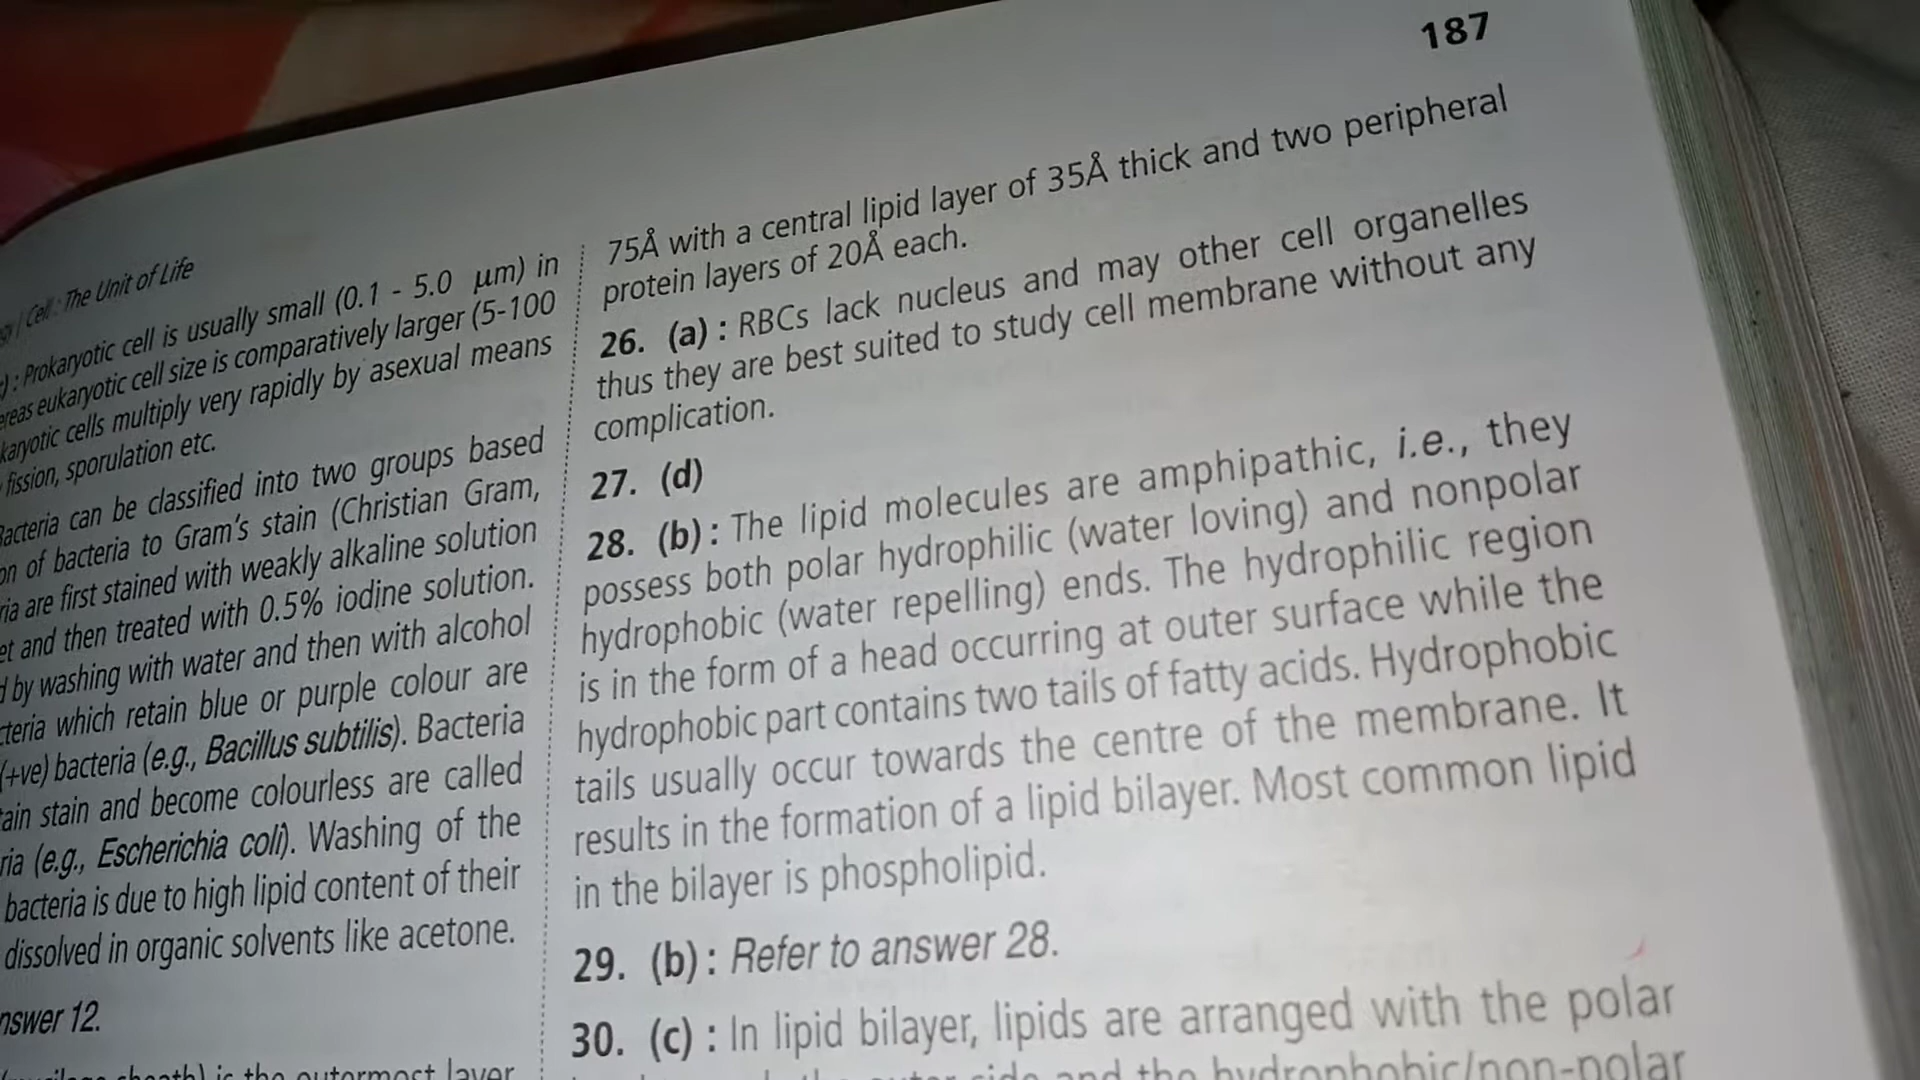 187
Cell : The Unit of Life
: Prokaryotic cell is usually small (0.1 - 5.0 μm) in
eukaryotic cell size is comparatively larger (5-100
cells multiply very rapidly by asexual means
fission, sporulation etc.
Bacteria can be classified into two groups based
of bacteria to Gram's stain (Christian Gram,
are first stained with weakly alkaline solution
and then treated with 0.5% iodine solution.
by washing with water and then with alcohol
which retain blue or purple colour are
(+ve) bacteria (e.g., Bacillus subtilis). Bacteria
stain and become colourless are called
(e.g., Escherichia coli). Washing of the
bacteria is due to high lipid content of their
dissolved in organic solvents like acetone.
12.
is the outermost layer
75Å with a central lipid layer of 35Å thick and two peripheral
protein layers of 20Å each.
26. (a) : RBCs lack nucleus and may other cell organelles
thus they are best suited to study cell membrane without any
complication.
27. (d)
28. (b) : The lipid molecules are amphipathic, i.e., they
possess both polar hydrophilic (water loving) and nonpolar
hydrophobic (water repelling) ends. The hydrophilic region
is in the form of a head occurring at outer surface while the
hydrophobic part contains two tails of fatty acids. Hydrophobic
tails usually occur towards the centre of the membrane. It
results in the formation of a lipid bilayer. Most common lipid
in the bilayer is phospholipid.
29. (b) : Refer to answer 28.
30. (c) : In lipid bilayer, lipids are arranged with the polar
side and the hydrophobic/non-polar